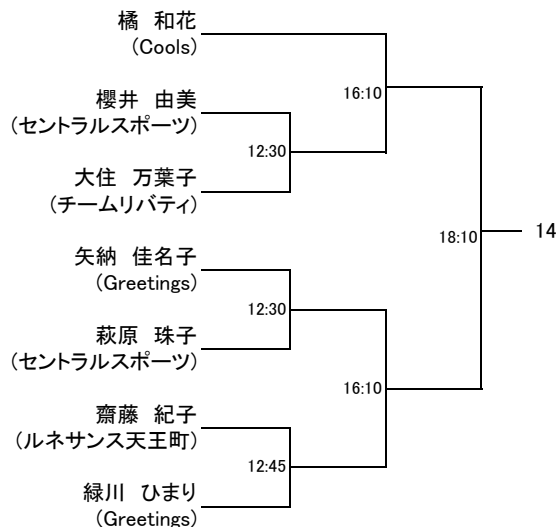 橘　和花
(Cools)
16:10
櫻井　由美
(セントラルスポーツ)
12:30
大住　万葉子
(チームリバティ)
18:10
14
矢納　佳名子
(Greetings)
12:30
萩原　珠子
(セントラルスポーツ)
16:10
齋藤　紀子
(ルネサンス天王町)
12:45
緑川　ひまり
(Greetings)